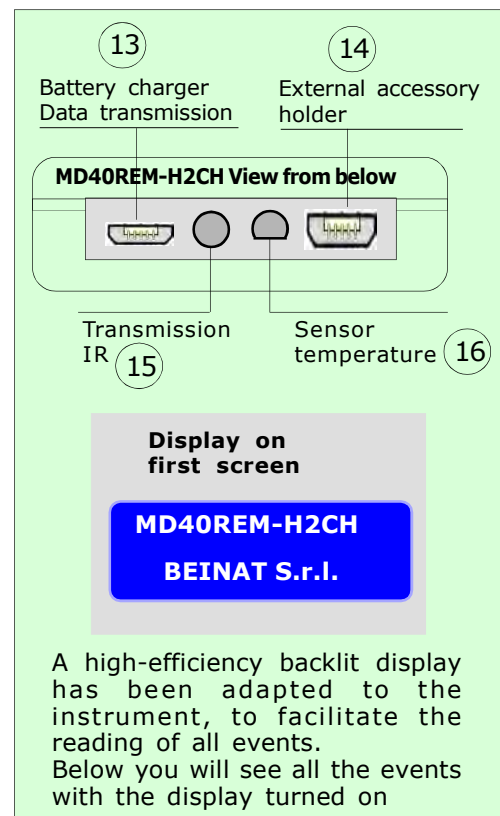 13
Battery charger
Data transmission
14
External accessory
holder
MD40REM-H2CH View from below
Transmission
IR 15
Sensor
temperature 16
Display on
first screen
MD40REM-H2CH
BEINAT S.r.l.
A high-efficiency backlit display
has been adapted to the
instrument, to facilitate the
reading of all events.
Below you will see all the events
with the display turned on